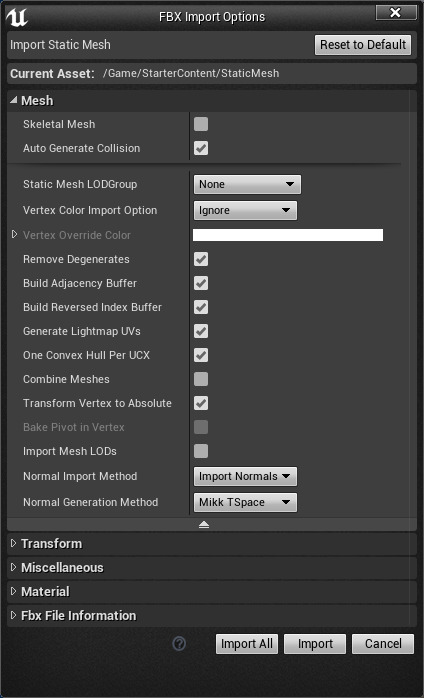 FBX Import Options
Import Static Mesh
Reset to Default
Current Asset: /Game/StarterContent/StaticMesh
Mesh
Skeletal Mesh
Auto Generate Collision
Static Mesh LODGroup None
Vertex Color Import Option Ignore
Vertex Override Color
Remove Degenerates
Build Adjacency Buffer
Build Reversed Index Buffer
Generate Lightmap UVs
One Convex Hull Per UCX
Combine Meshes
Transform Vertex to Absolute
Bake Pivot in Vertex
Import Mesh LODs
Normal Import Method Import Normals
Normal Generation Method Mikk TSpace
Transform
Miscellaneous
Material
Fbx File Information
? Import All Import Cancel